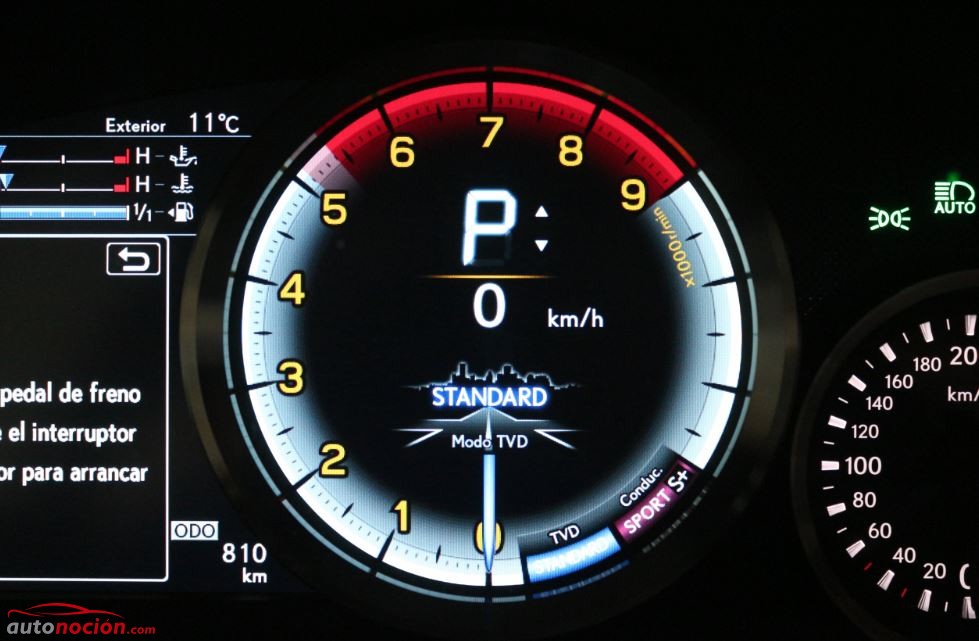 Exterior 11°C
H
H
1/1
pedal de freno
el interruptor
or para arrancar
ODO
810
km
6 7 8
5 9
4
3
2
1
0
x1000r/min
P
0 km/h
STANDARD
Modo TVD
TVD
STANDARD
Conduc.
SPORT S+
AUTO
20
180
160
140
120
100
80
60
40
20
km/
autonoción.com